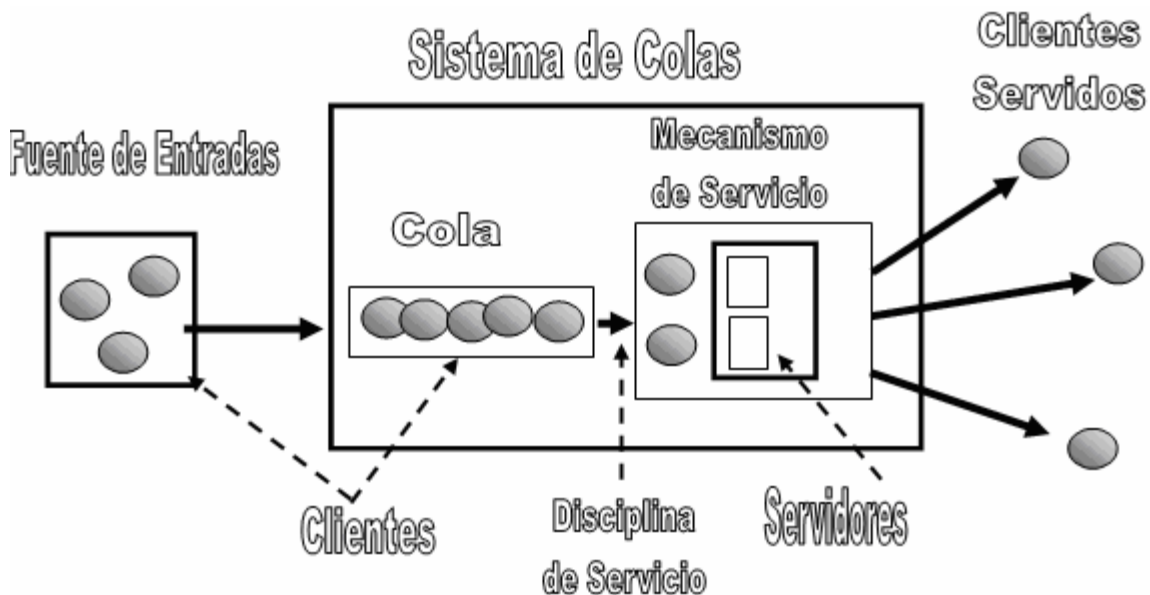 Sistema de Colas
Clientes
Servidos
Fuente de Entradas
Mecanismo
de Servicio
Cola
Clientes
Disciplina
de Servicio
Servidores